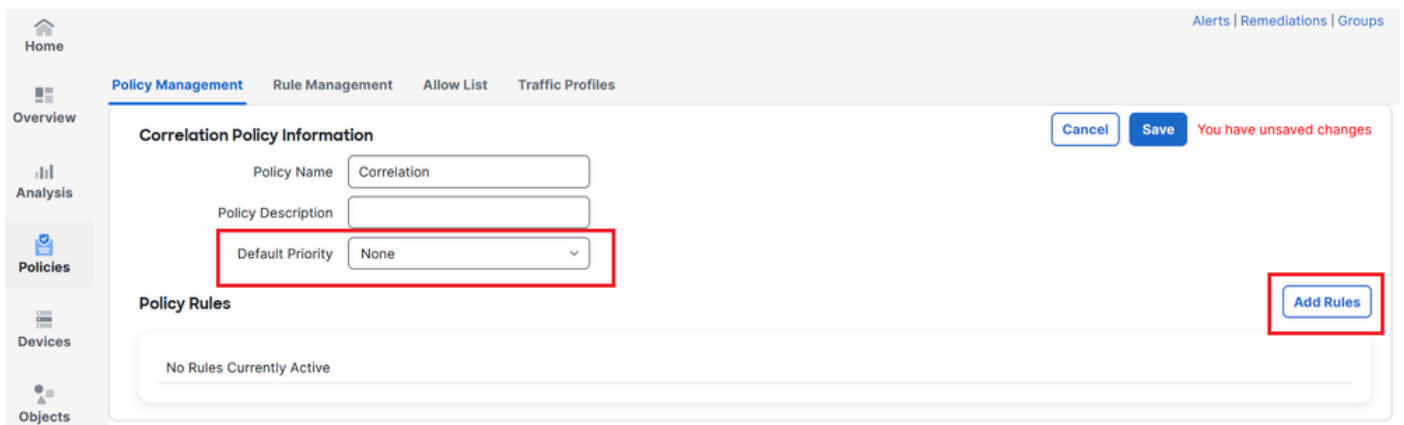 Alerts | Remediations | Groups
Home
Overview
Analysis
Policies
Devices
Objects
Policy Management Rule Management Allow List Traffic Profiles
Correlation Policy Information
Cancel Save You have unsaved changes
Policy Name Correlation
Policy Description
Default Priority None
Policy Rules
Add Rules
No Rules Currently Active